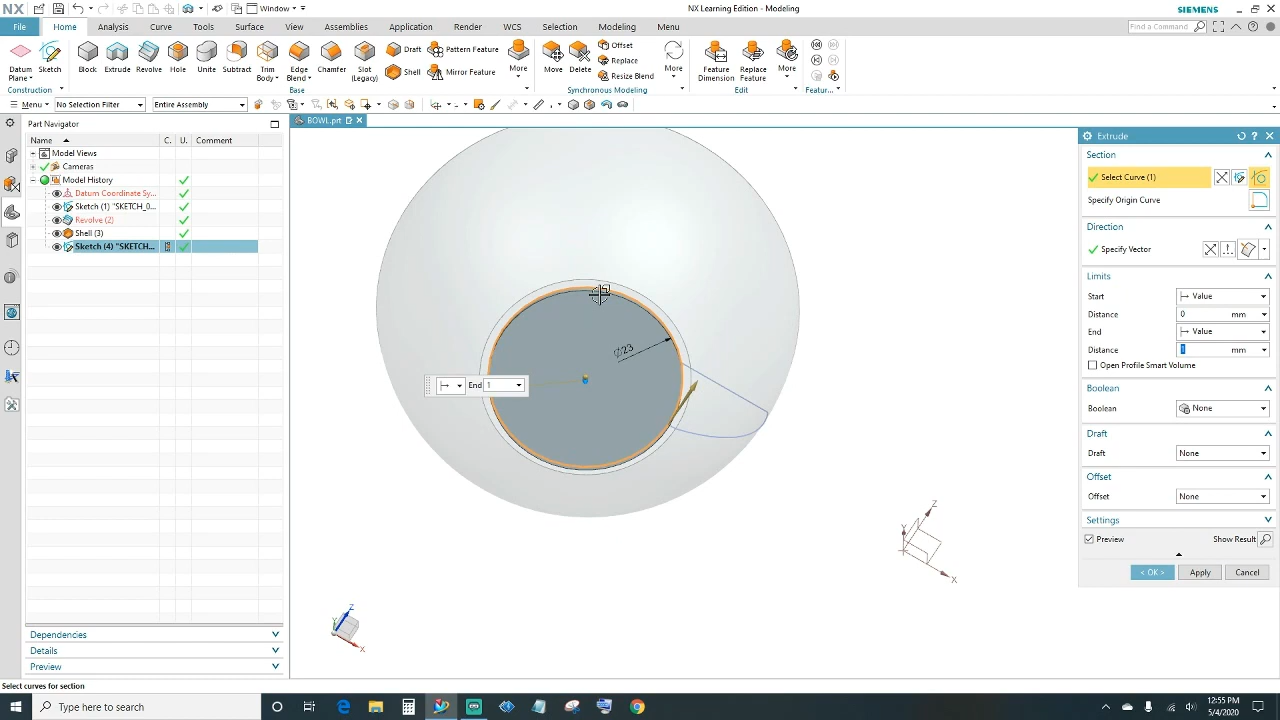 NX
Window
NX Learning Edition - Modeling
SIEMENS
File
Home
Analysis
Curve
Tools
Surface
View
Assemblies
Application
Render
WCS
Selection
Modeling
Menu
Find a Command
Datum Plane
Sketch
Block
Extrude
Revolve
Hole
Unite
Subtract
Trim Body
Edge Blend
Chamfer
Slot (Legacy)
Draft
Shell
Pattern Feature
Mirror Feature
More
Move
Delete
Offset
Replace
Resize Blend
More
Feature Dimension
Replace Feature
More
Construction
Base
Synchronous Modeling
Edit
Featur...
Menu
No Selection Filter
Entire Assembly
Part Navigator
BOWL.prt
Name
C.
U.
Comment
Model Views
Cameras
Model History
Datum Coordinate Sy...
Sketch (1) "SKETCH_0...
Revolve (2)
Shell (3)
Sketch (4) "SKETCH...
Dependencies
Details
Preview
Select curves for section
Ø23
End 1
Z
Y
X
Z
X
Extrude
Section
Select Curve (1)
Specify Origin Curve
Direction
Specify Vector
Limits
Start
Value
Distance
0 mm
End
Value
Distance
1 mm
Open Profile Smart Volume
Boolean
Boolean
None
Draft
Draft
None
Offset
Offset
None
Settings
Preview
Show Result
< OK >
Apply
Cancel
Type here to search
12:55 PM
5/4/2020